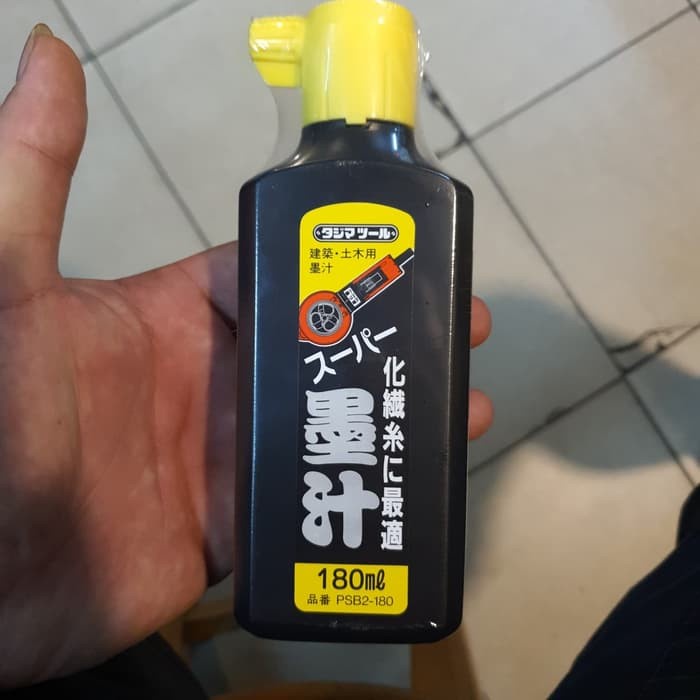 タジマツール
建築・土木用
墨汁
スーパー
墨汁
化繊糸に最適
180mℓ
品番 PSB2-180